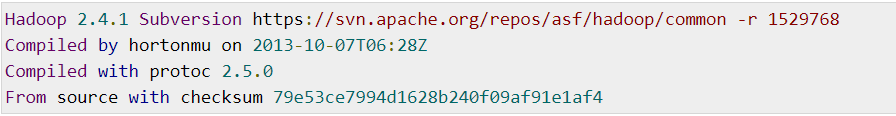 Hadoop 2.4.1 Subversion https://svn.apache.org/repos/asf/hadoop/common -r 1529768
Compiled by hortonmu on 2013-10-07T06:28Z
Compiled with protoc 2.5.0
From source with checksum 79e53ce7994d1628b240f09af91e1af4